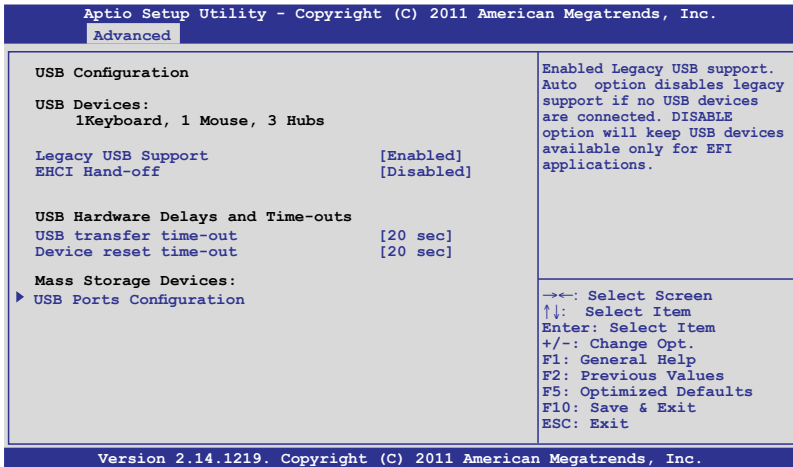 Aptio Setup Utility - Copyright (C) 2011 American Megatrends, Inc.
Advanced
USB Configuration
USB Devices:
1Keyboard, 1 Mouse, 3 Hubs
Legacy USB Support [Enabled]
EHCI Hand-off [Disabled]
USB Hardware Delays and Time-outs
USB transfer time-out [20 sec]
Device reset time-out [20 sec]
Mass Storage Devices:
USB Ports Configuration
Enabled Legacy USB support.
Auto option disables legacy
support if no USB devices
are connected. DISABLE
option will keep USB devices
available only for EFI
applications.
→←: Select Screen
↑↓: Select Item
Enter: Select Item
+/-: Change Opt.
F1: General Help
F2: Previous Values
F5: Optimized Defaults
F10: Save & Exit
ESC: Exit
Version 2.14.1219. Copyright (C) 2011 American Megatrends, Inc.